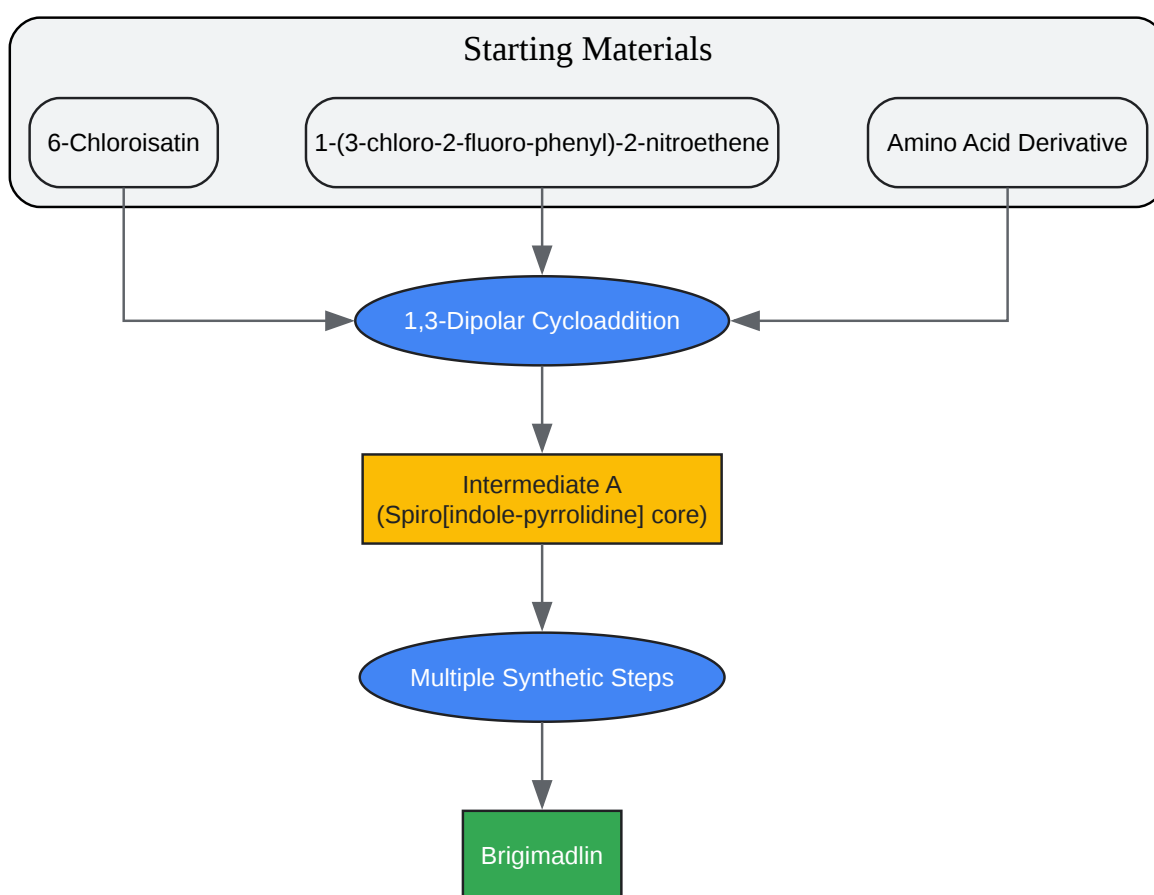 Starting Materials
6-Chloroisatin
1-(3-chloro-2-fluoro-phenyl)-2-nitroethene
Amino Acid Derivative
1,3-Dipolar Cycloaddition
Intermediate A
(Spiro[indole-pyrrolidine] core)
Multiple Synthetic Steps
Brigimadlin